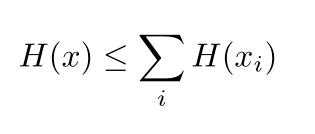 H(x) ≤ ∑_i H(x_i)